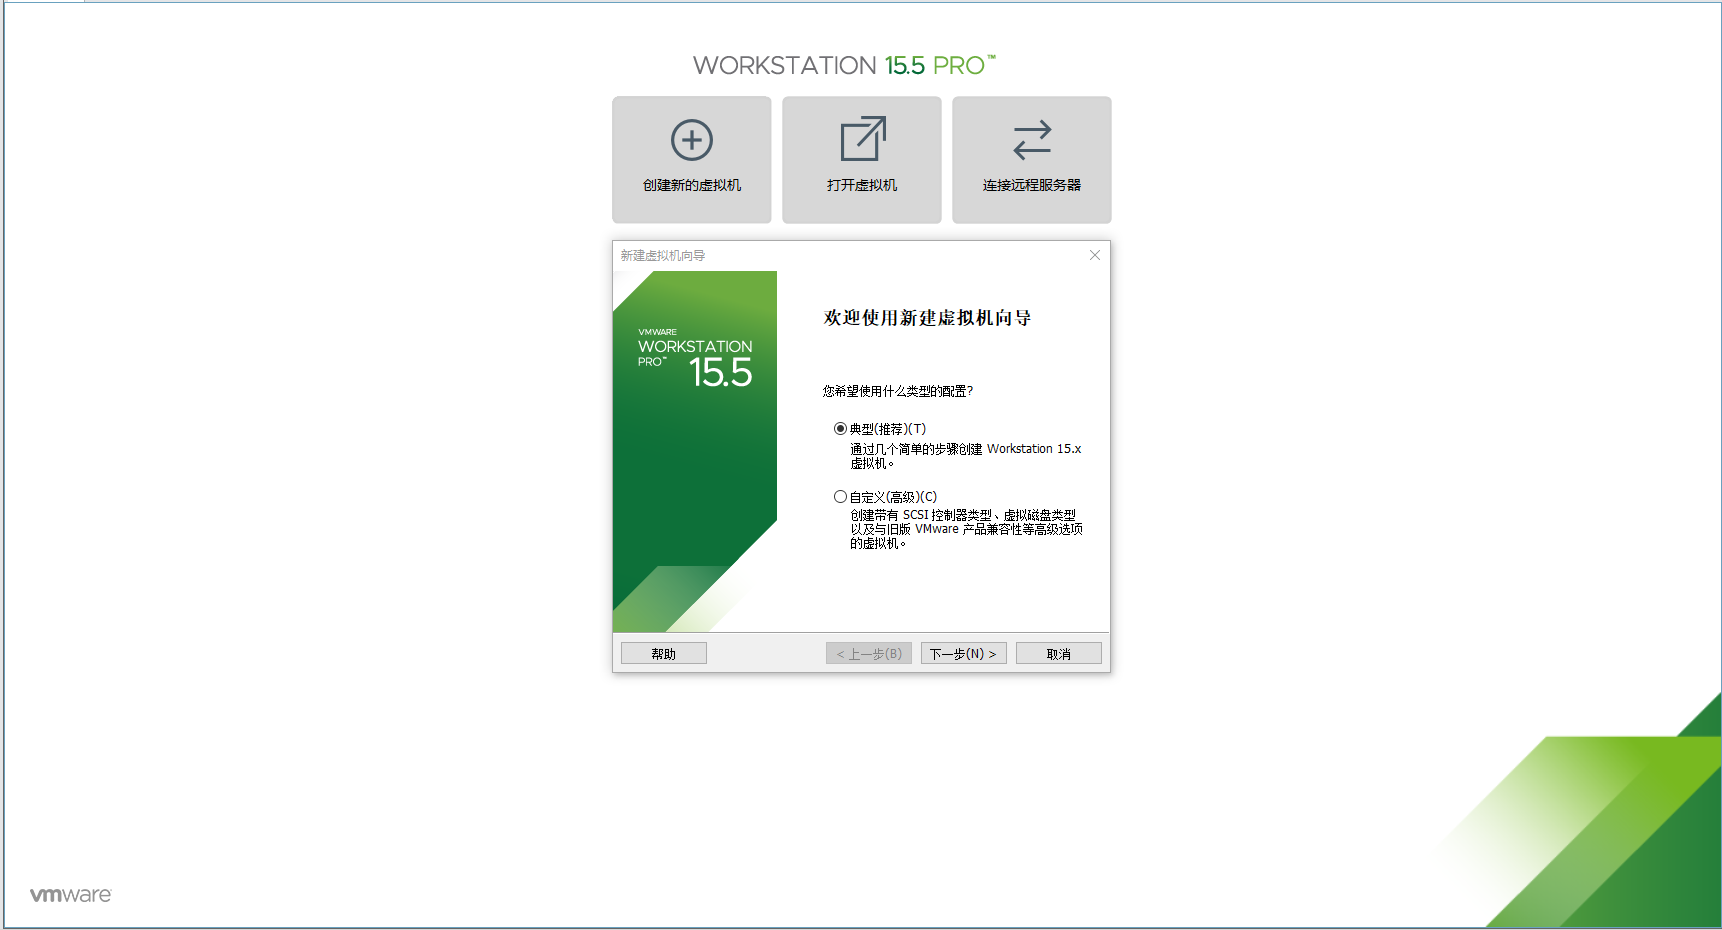 WORKSTATION 15.5 PRO™
创建新的虚拟机
打开虚拟机
连接远程服务器
新建虚拟机向导
VMWARE
WORKSTATION
PRO™ 15.5
欢迎使用新建虚拟机向导
您希望使用什么类型的配置?
典型(推荐)(T)
通过几个简单的步骤创建 Workstation 15.x
虚拟机。
自定义(高级)(C)
创建带有 SCSI 控制器类型、虚拟磁盘类型
以及与旧版 VMware 产品兼容性等高级选项
的虚拟机。
帮助
< 上一步(B)
下一步(N) >
取消
vmware